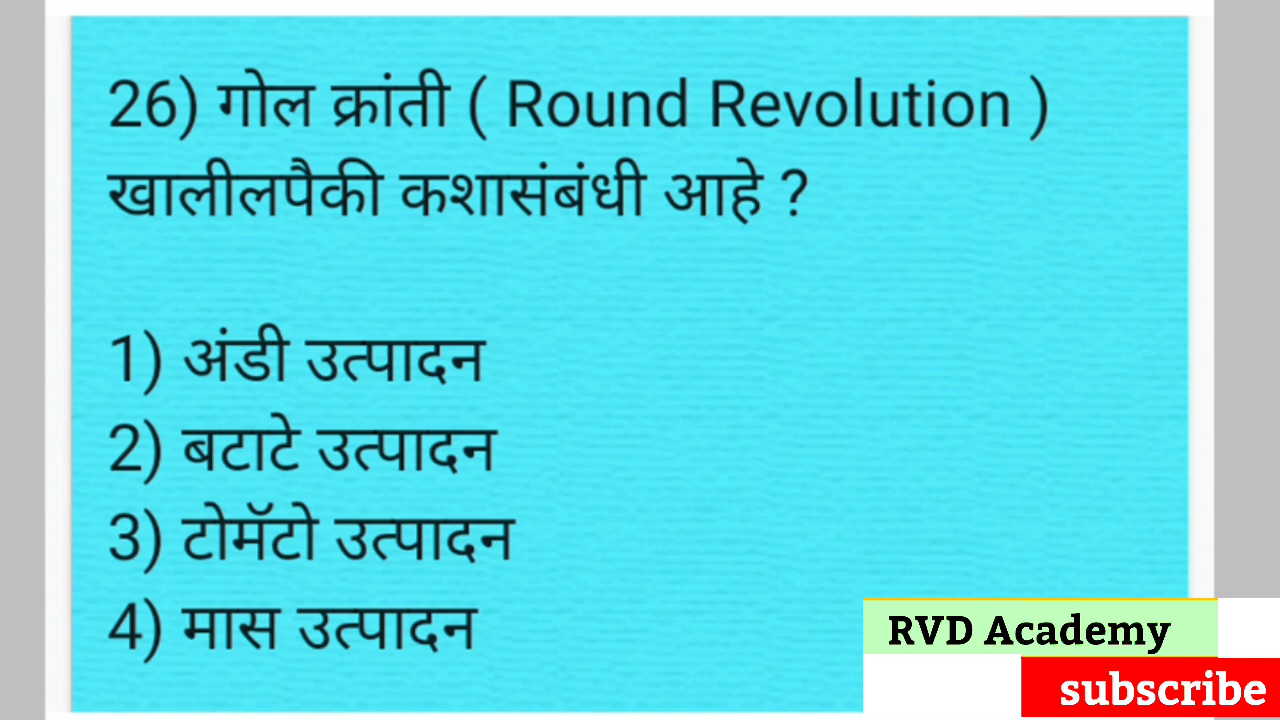 26) गोल क्रांती ( Round Revolution )
खालीलपैकी कशासंबंधी आहे ?
1) अंडी उत्पादन
2) बटाटे उत्पादन
3) टोमॅटो उत्पादन
4) मास उत्पादन
RVD Academy
subscribe